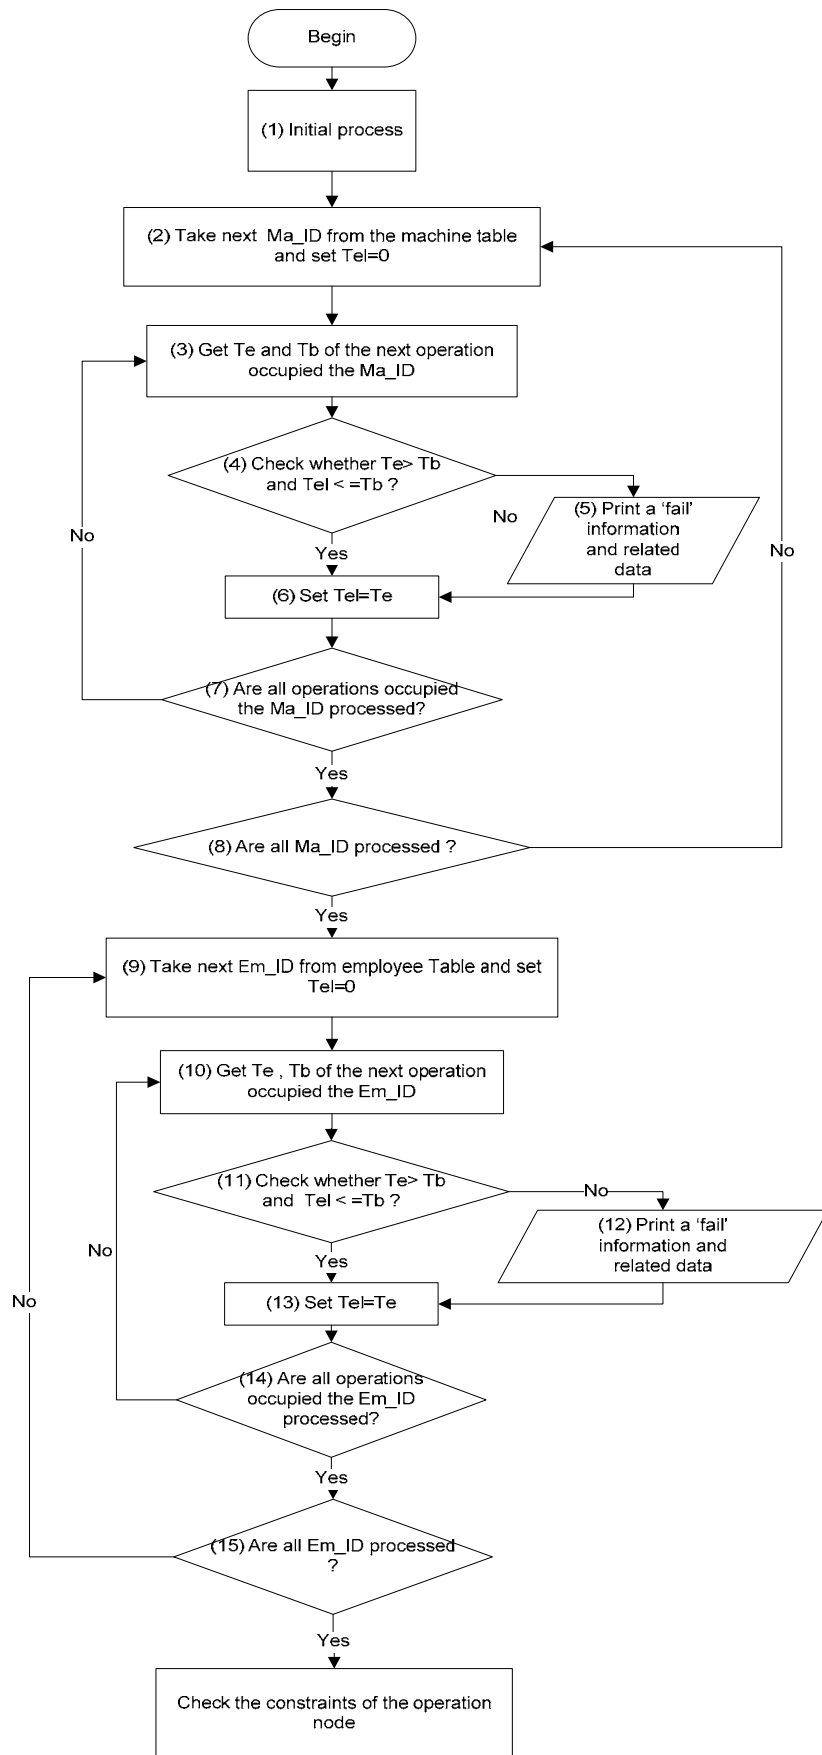 Begin
(1) Initial process
(2) Take next Ma_ID from the machine table
and set Tel=0
(3) Get Te and Tb of the next operation
occupied the Ma_ID
(4) Check whether Te> Tb
and Tel < =Tb ?
No
(5) Print a ‘fail’
information
and related
data
No
No
Yes
(6) Set Tel=Te
(7) Are all operations occupied
the Ma_ID processed?
Yes
(8) Are all Ma_ID processed ?
Yes
(9) Take next Em_ID from employee Table and set
Tel=0
(10) Get Te , Tb of the next operation
occupied the Em_ID
(11) Check whether Te> Tb
and Tel < =Tb ?
No
(12) Print a ‘fail’
information and
related data
No
Yes
No
(13) Set Tel=Te
(14) Are all operations
occupied the Em_ID
processed?
Yes
(15) Are all Em_ID processed
?
Yes
Check the constraints of the operation
node